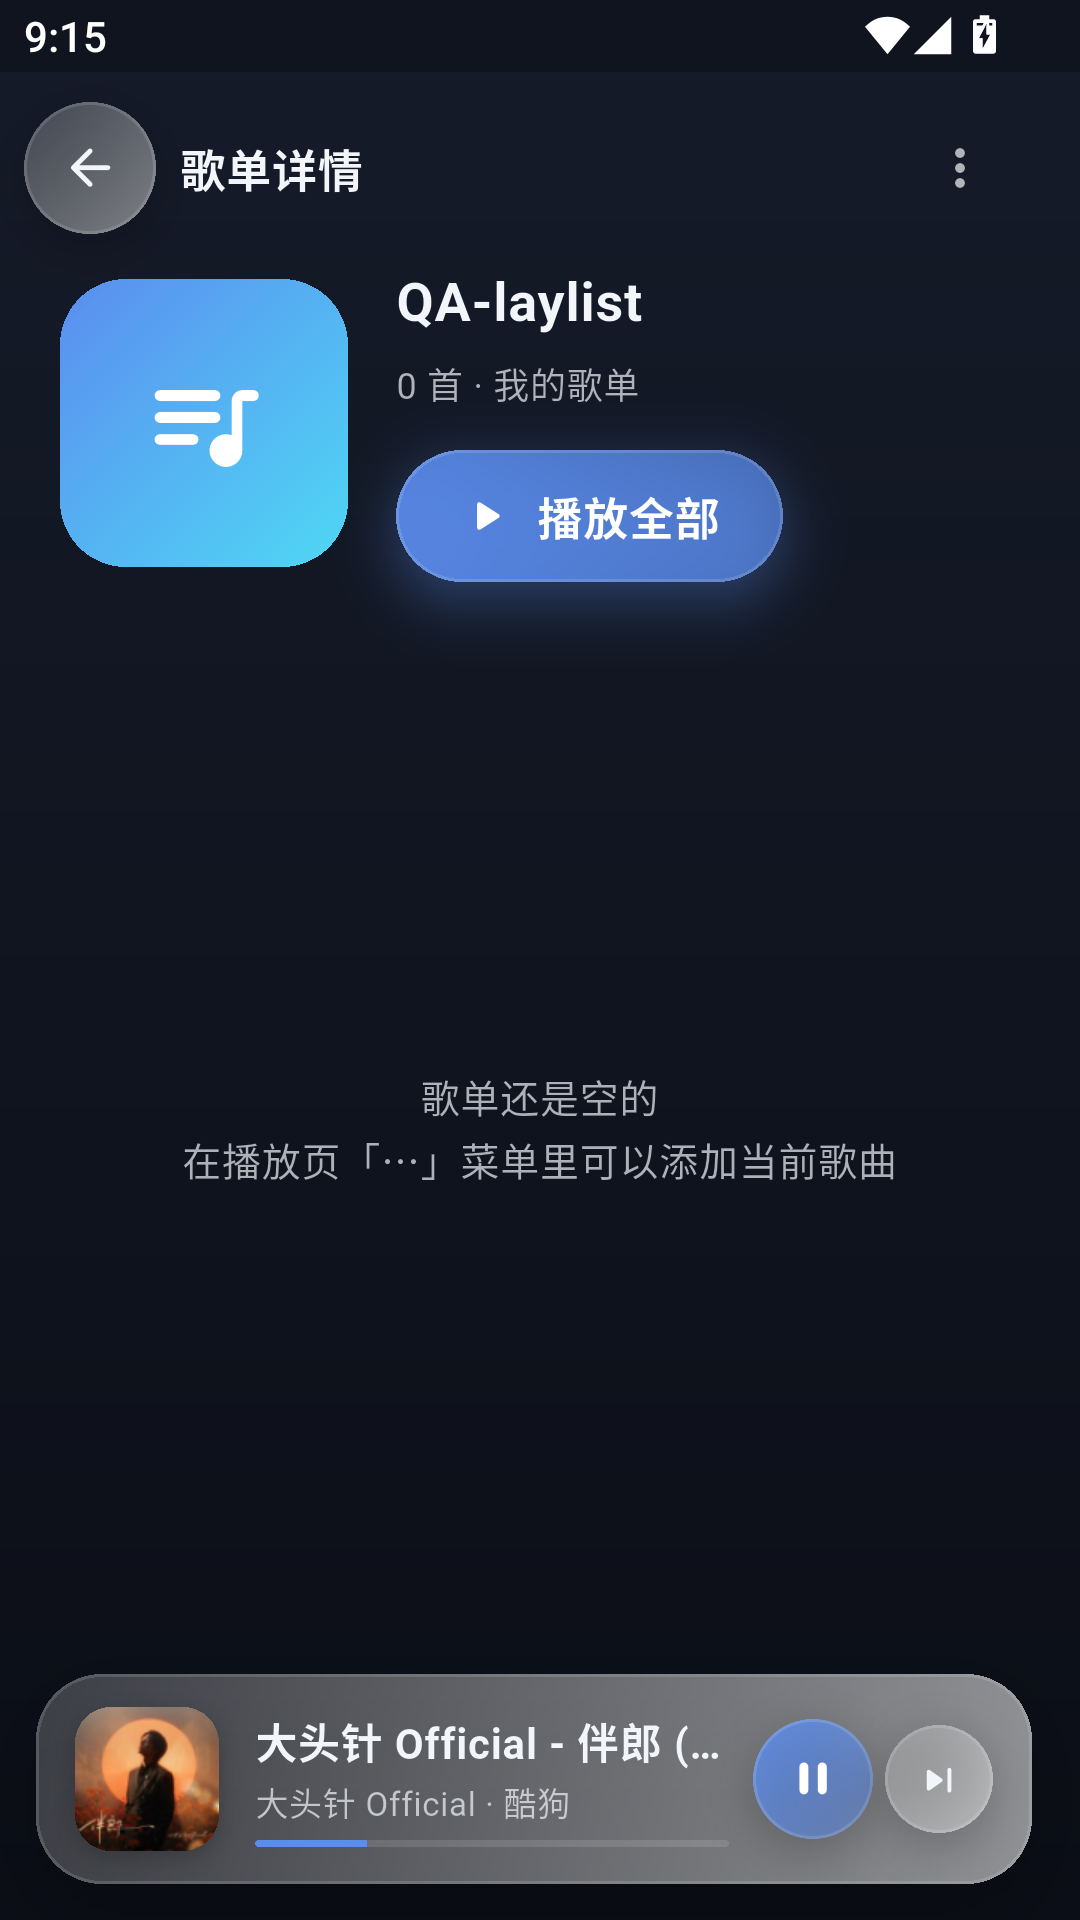 9:15
歌单详情
QA-laylist
0 首 · 我的歌单
播放全部
歌单还是空的
在播放页「…」菜单里可以添加当前歌曲
大头针 Official - 伴郎 (…
大头针 Official · 酷狗